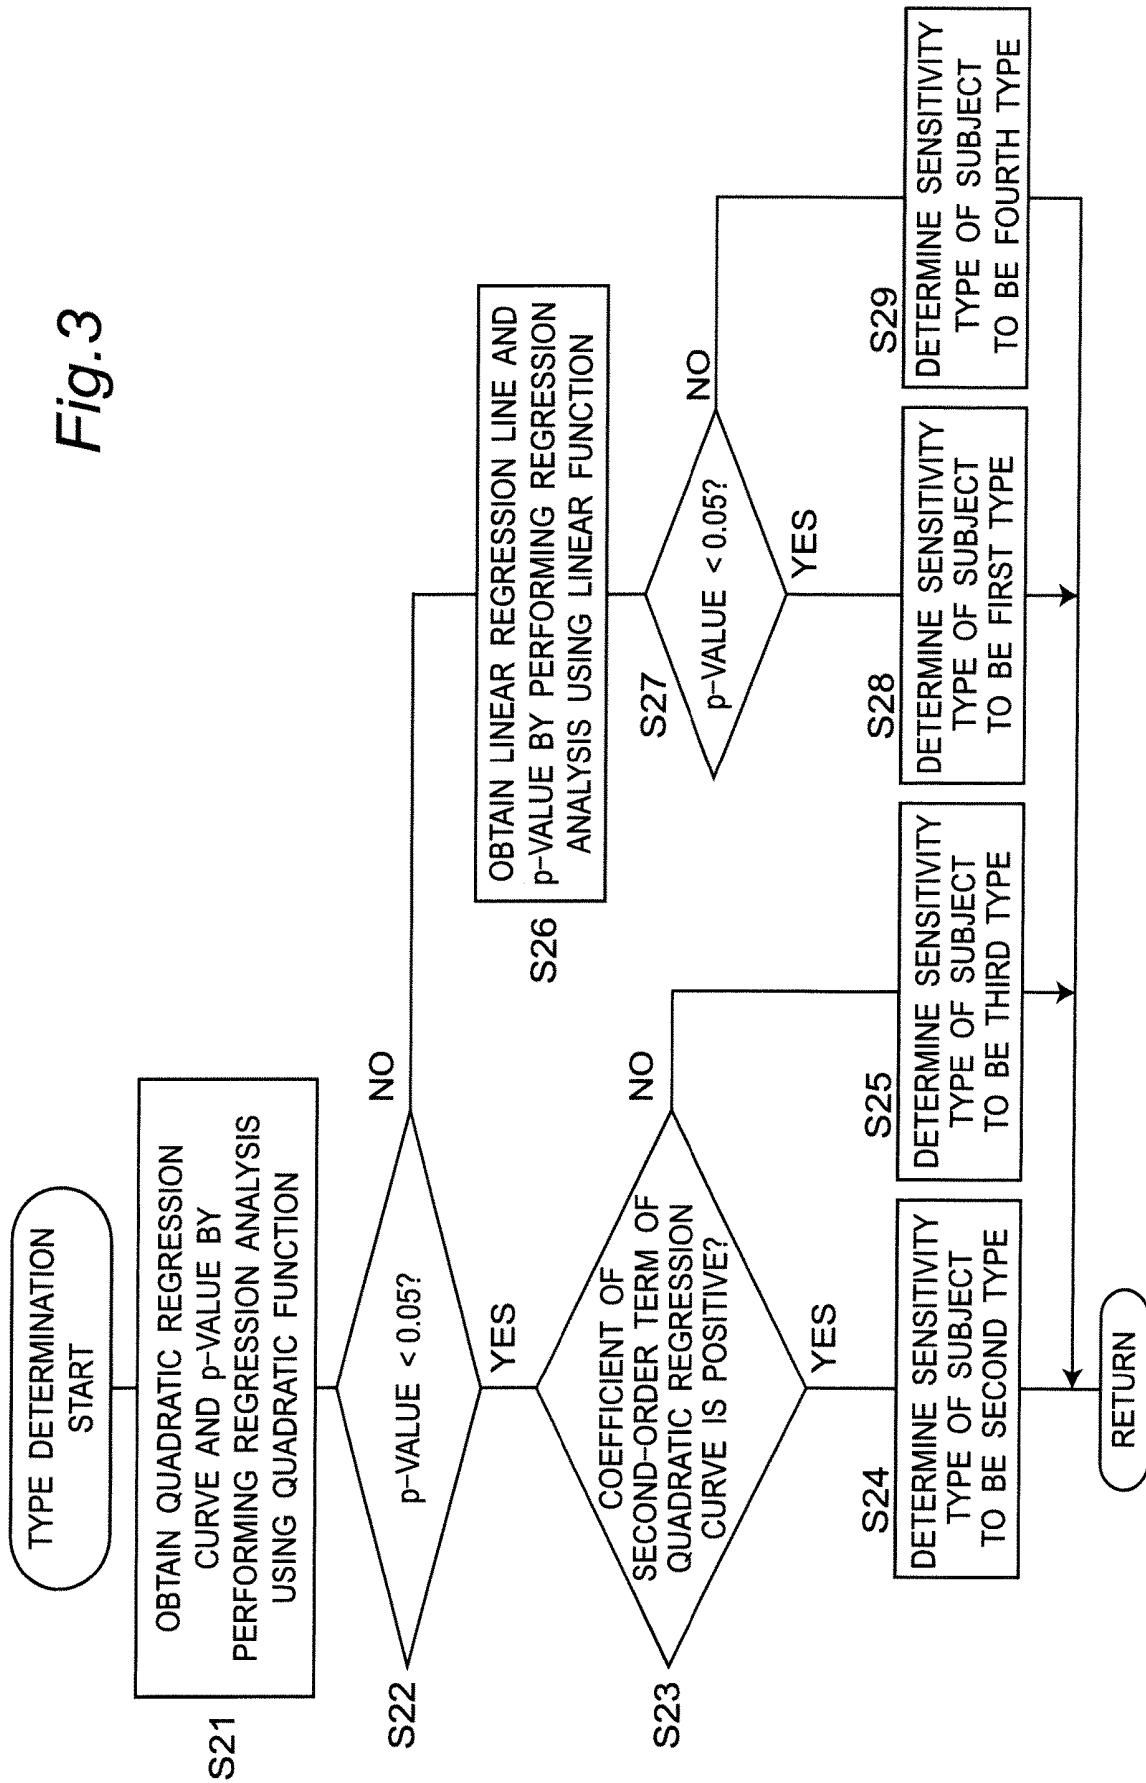 Fig.3
TYPE DETERMINATION
START
S21
OBTAIN QUADRATIC REGRESSION
CURVE AND p-VALUE BY
PERFORMING REGRESSION ANALYSIS
USING QUADRATIC FUNCTION
S22
p-VALUE < 0.05?
NO
YES
S23
COEFFICIENT OF
SECOND-ORDER TERM OF
QUADRATIC REGRESSION
CURVE IS POSITIVE?
NO
YES
S24
DETERMINE SENSITIVITY
TYPE OF SUBJECT
TO BE SECOND TYPE
S25
DETERMINE SENSITIVITY
TYPE OF SUBJECT
TO BE THIRD TYPE
S26
OBTAIN LINEAR REGRESSION LINE AND
p-VALUE BY PERFORMING REGRESSION
ANALYSIS USING LINEAR FUNCTION
S27
p-VALUE < 0.05?
NO
YES
S28
DETERMINE SENSITIVITY
TYPE OF SUBJECT
TO BE FIRST TYPE
S29
DETERMINE SENSITIVITY
TYPE OF SUBJECT
TO BE FOURTH TYPE
RETURN